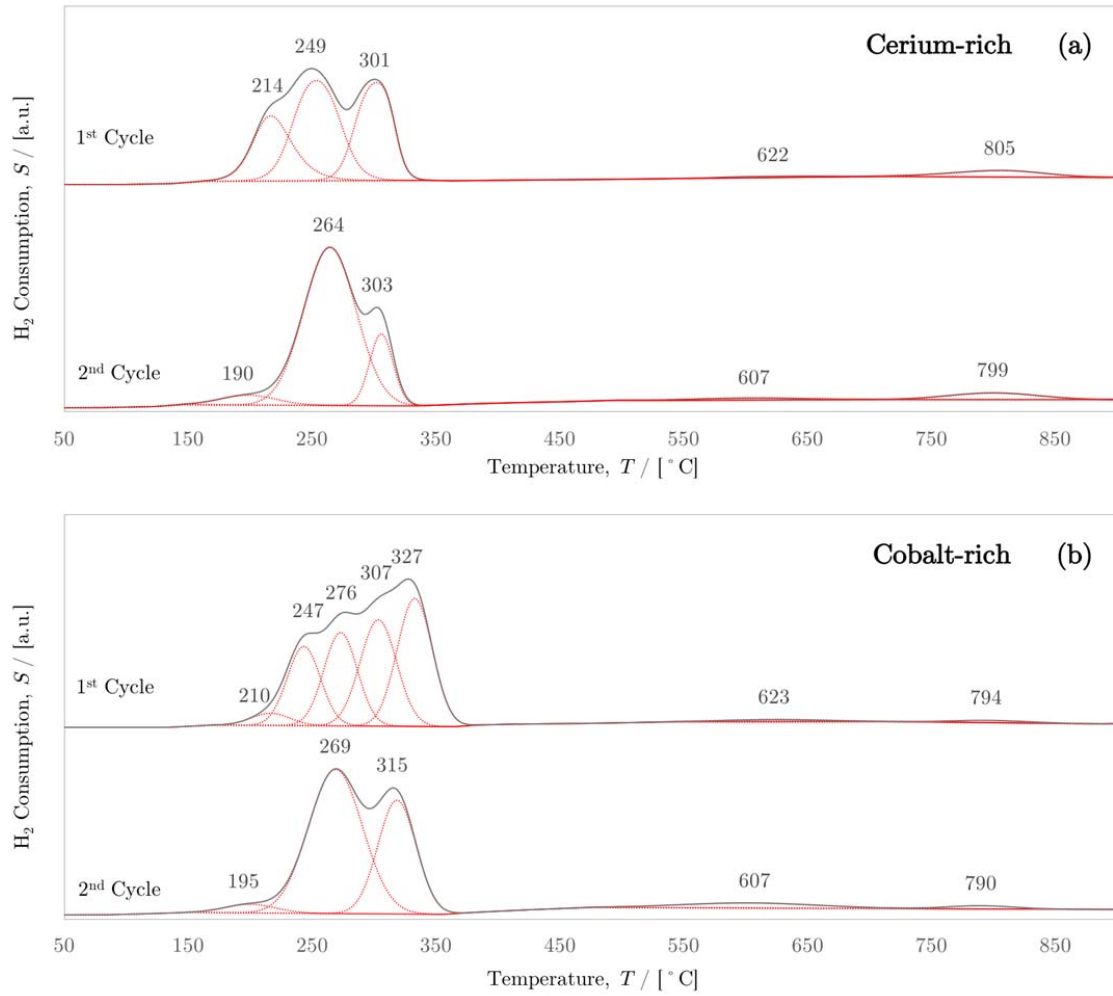 Cerium-rich (a)
249
301
214
1st Cycle
622
805
264
303
2nd Cycle
190
607
799
H2 Consumption, S / [a.u.]
50 150 250 350 450 550 650 750 850
Temperature, T / [ °C]
Cobalt-rich (b)
327
307
276
247
1st Cycle
210
623
794
269
315
2nd Cycle
195
607
790
H2 Consumption, S / [a.u.]
50 150 250 350 450 550 650 750 850
Temperature, T / [ °C]